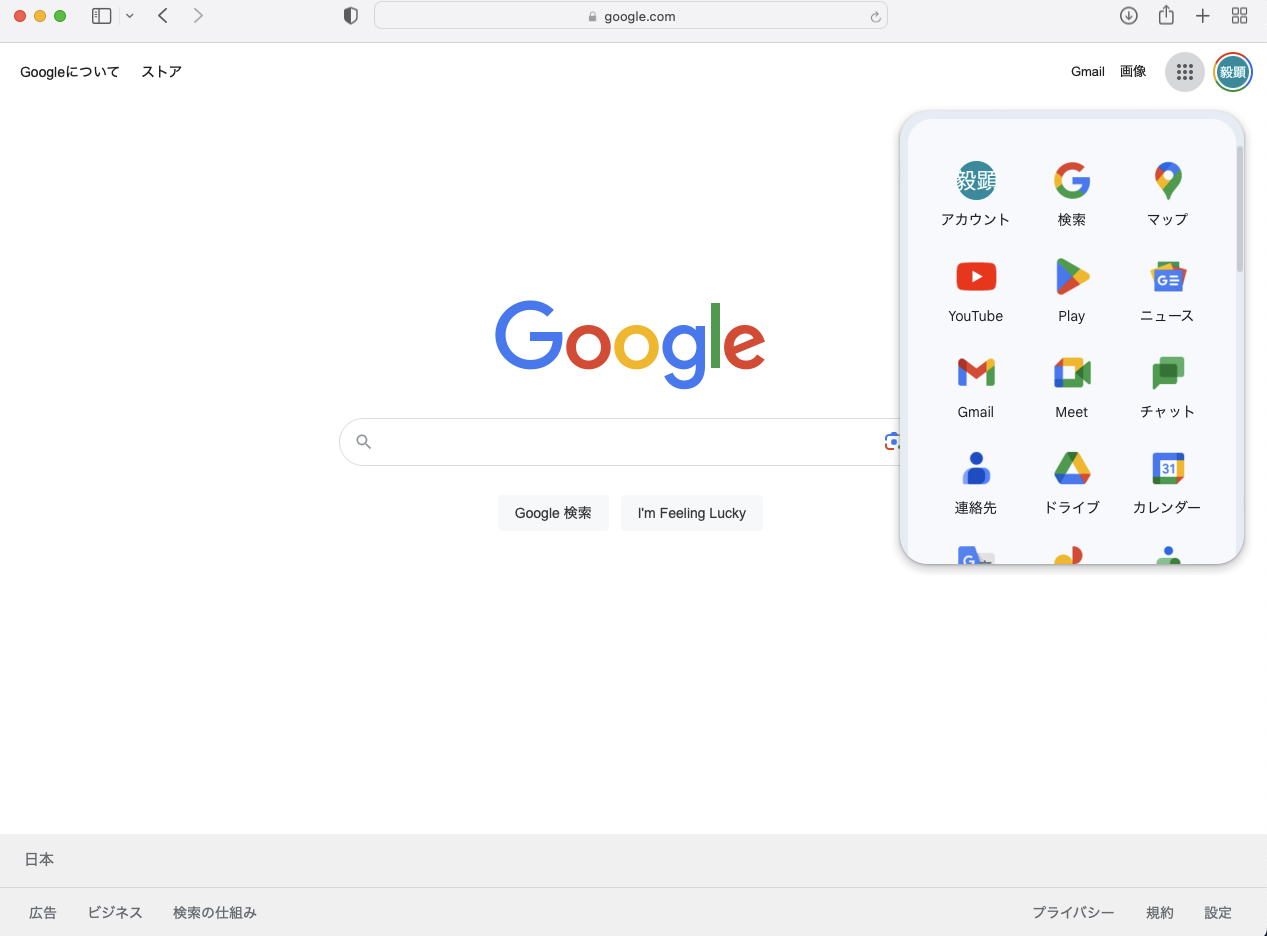 google.com
Googleについて ストア
Gmail 画像 毅顕
毅顕
アカウント 検索 マップ
YouTube Play ニュース
Gmail Meet チャット
31
連絡先 ドライブ カレンダー
Google
Google 検索 I'm Feeling Lucky
日本
広告 ビジネス 検索の仕組み
プライバシー 規約 設定